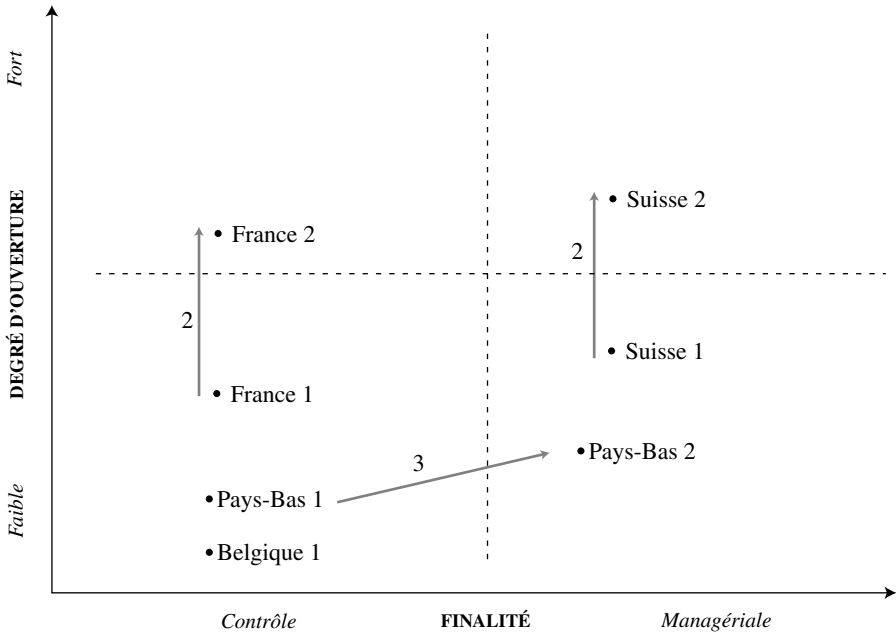 Fort
Suisse 2
France 2
2
DEGRÉ D'OUVERTURE
2
Suisse 1
France 1
Pays-Bas 2
3
Faible
Pays-Bas 1
Belgique 1
Contrôle
FINALITÉ
Managériale